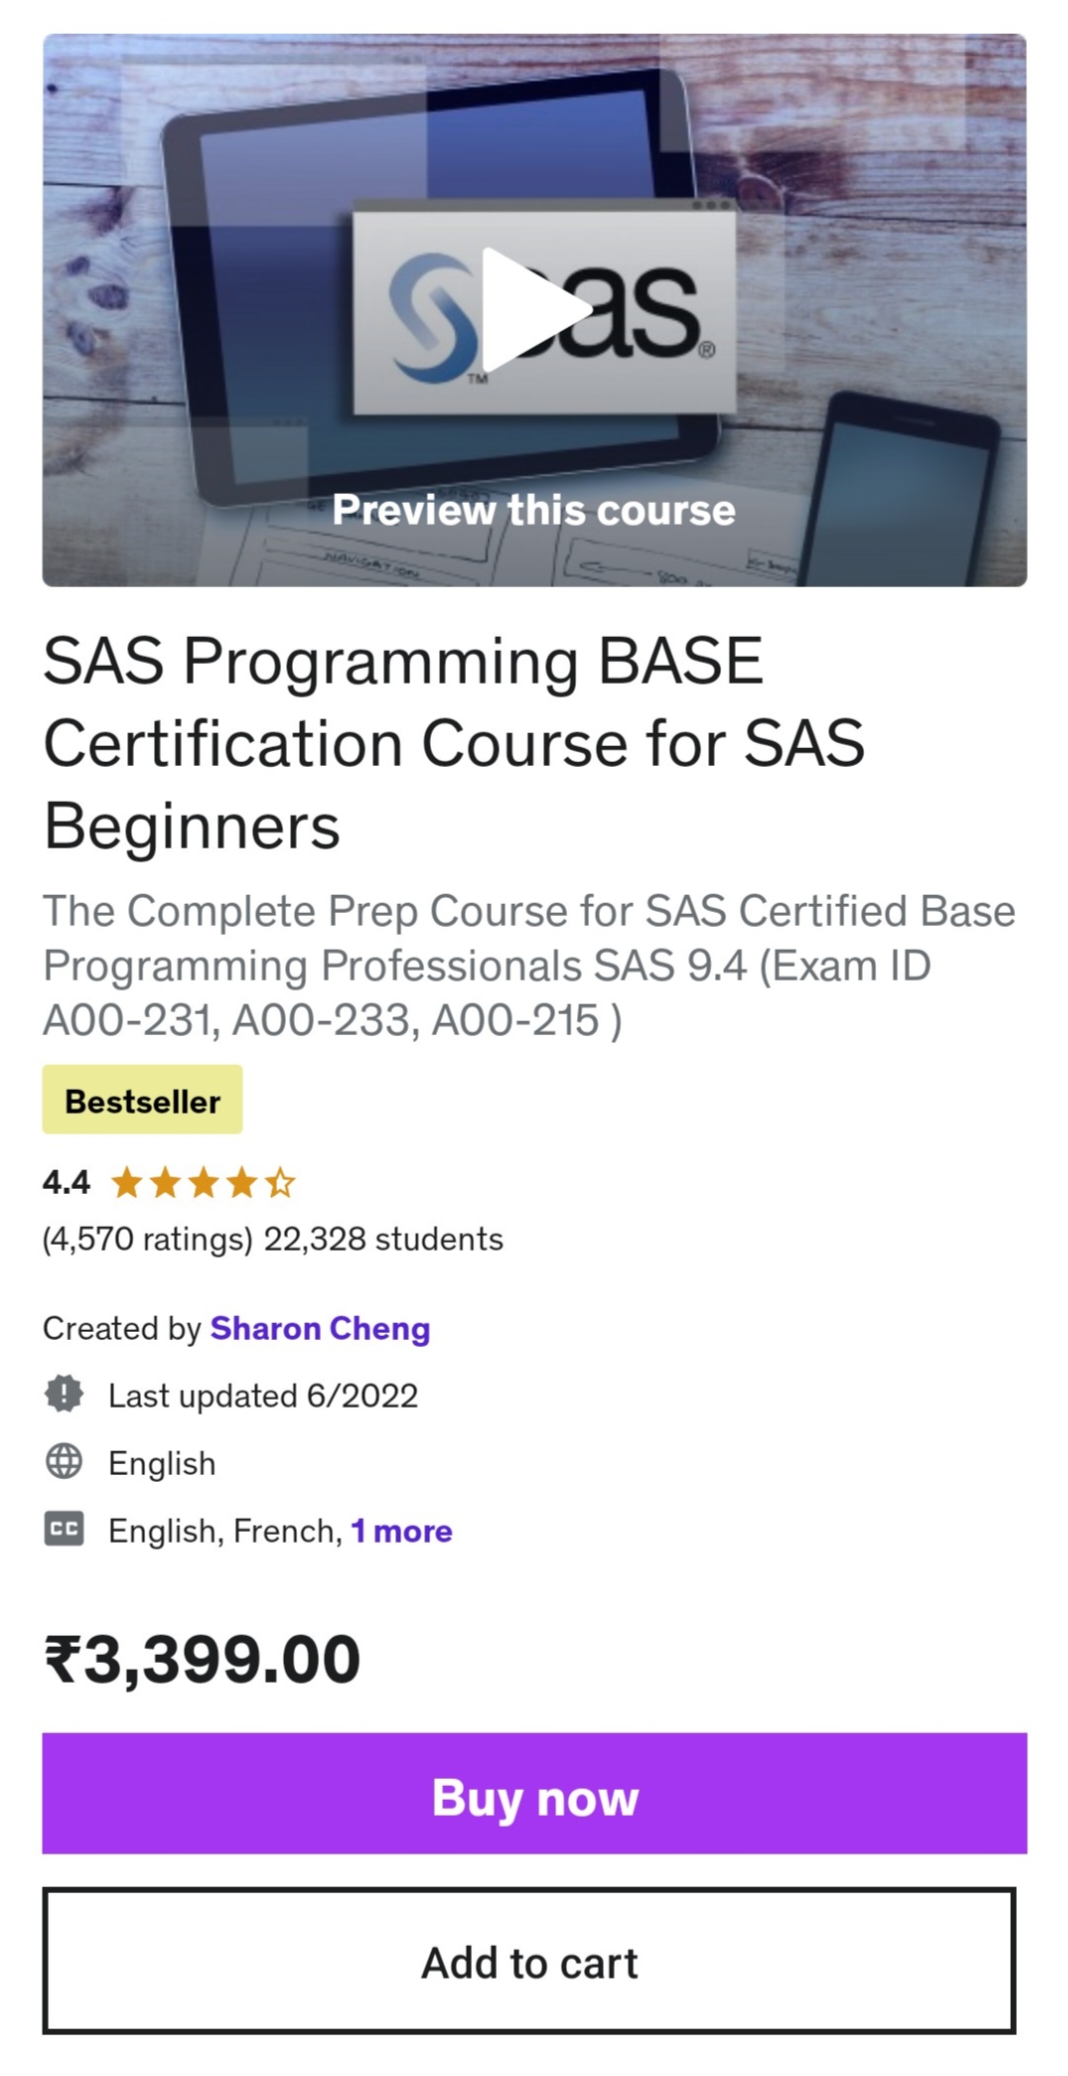 sas®
TM
Preview this course
NAVIGATION
SAS Programming BASE
Certification Course for SAS
Beginners
The Complete Prep Course for SAS Certified Base
Programming Professionals SAS 9.4 (Exam ID
A00-231, A00-233, A00-215 )
Bestseller
4.4
(4,570 ratings) 22,328 students
Created by Sharon Cheng
Last updated 6/2022
English
CC English, French, 1 more
₹3,399.00
Buy now
Add to cart